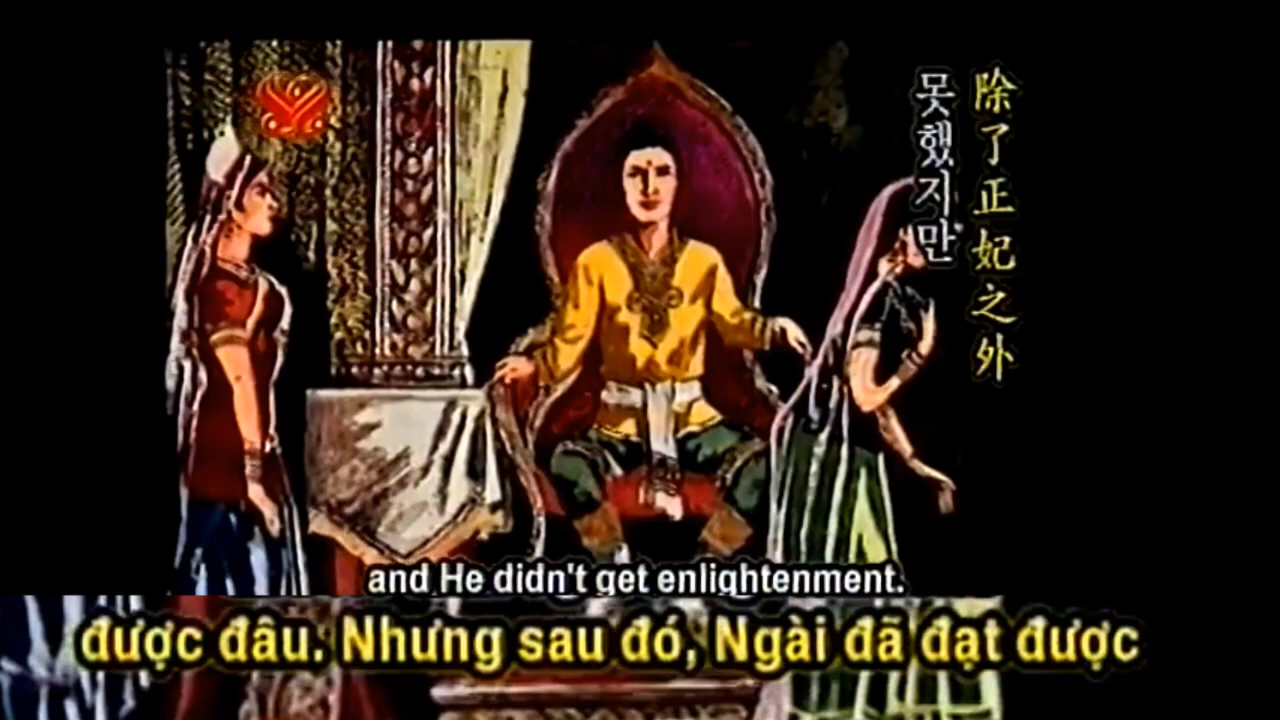 除了正妃之外
못했지만
and He didn't get enlightenment.
được đâu. Nhưng sau đó, Ngài đã đạt được